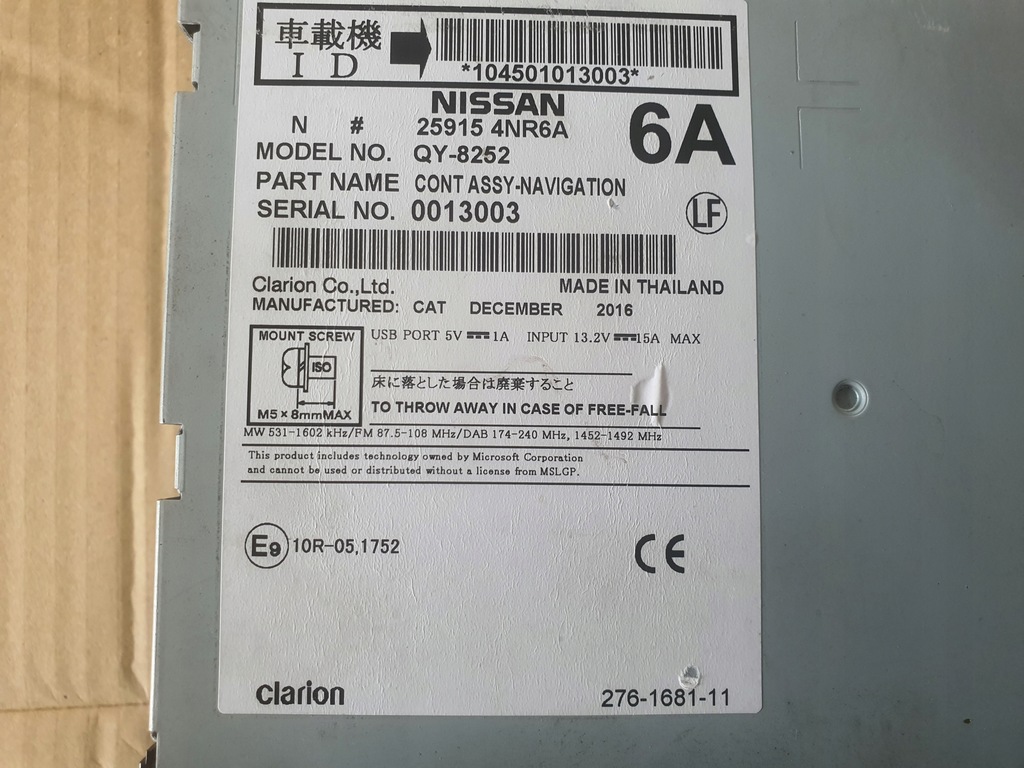 車載機
ID
*104501013003*
NISSAN
N # 25915 4NR6A
6A
MODEL NO. QY-8252
PART NAME CONT ASSY-NAVIGATION
SERIAL NO. 0013003
LF
Clarion Co.,Ltd. MADE IN THAILAND
MANUFACTURED: CAT DECEMBER 2016
MOUNT SCREW
ISO
M5×8mmMAX
USB PORT 5V⎓1A INPUT 13.2V⎓15A MAX
床に落とした場合は廃棄すること
TO THROW AWAY IN CASE OF FREE-FALL
MW 531-1602 kHz/FM 87.5-108 MHz/DAB 174-240 MHz, 1452-1492 MHz
This product includes technology owned by Microsoft Corporation
and cannot be used or distributed without a license from MSLGP.
E9 10R-05,1752
CE
clarion
276-1681-11